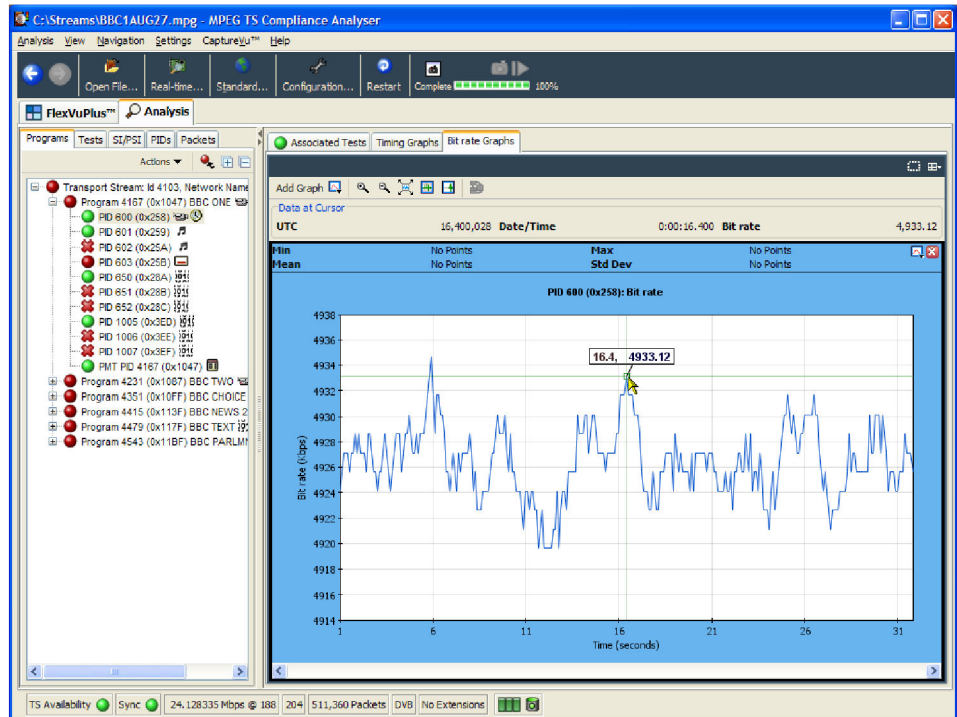 C:\Streams\BBC1AUG27.mpg - MPEG TS Compliance Analyser
Analysis View Navigation Settings CaptureVu™ Help
Open File... Real-time... Standard... Configuration... Restart Complete 100%
FlexVuPlus™ Analysis
Programs Tests SI/PSI PIDs Packets
Actions
Transport Stream: Id 4103, Network Name
Program 4167 (0x1047) BBC ONE
PID 600 (0x258)
PID 601 (0x259)
PID 602 (0x25A)
PID 603 (0x25B)
PID 650 (0x28A)
PID 651 (0x28B)
PID 652 (0x28C)
PID 1005 (0x3ED)
PID 1006 (0x3EE)
PID 1007 (0x3EF)
PMT PID 4167 (0x1047)
Program 4231 (0x1087) BBC TWO
Program 4351 (0x10FF) BBC CHOICE
Program 4415 (0x113F) BBC NEWS 2
Program 4479 (0x117F) BBC TEXT
Program 4543 (0x11BF) BBC PARLM
Associated Tests Timing Graphs Bit rate Graphs
Add Graph
Data at Cursor
UTC 16,400,028 Date/Time 0:00:16.400 Bit rate 4,933.12
Min No Points Max No Points
Mean No Points Std Dev No Points
PID 600 (0x258): Bit rate
4938
4936
4934
4932
4930
4928
4926
4924
4922
4920
4918
4916
4914
Bit rate (kbps)
16.4, 4933.12
1 6 11 16 21 26 31
Time (seconds)
TS Availability Sync 24.128335 Mbps @ 188 204 511,360 Packets DVB No Extensions